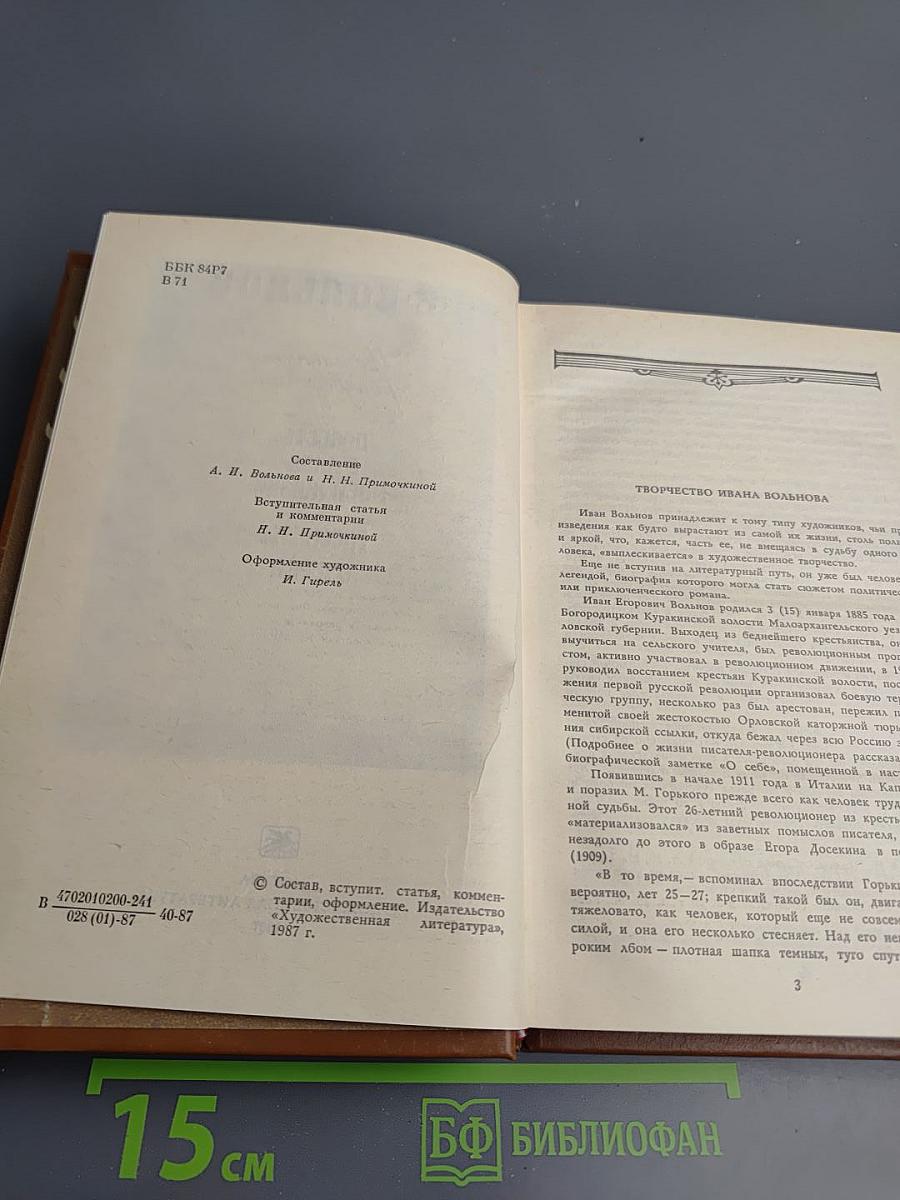 ББК 84Р7
В 71
Составление
А. И. Вольнова и Н. Н. Примочкиной
Вступительная статья
и комментарии
Н. Н. Примочкиной
Оформление художника
И. Гирель
В 4702010200-241 40-87
028 (01)-87
© Состав, вступит. статья, коммен-
тарии, оформление. Издательство
«Художественная литература»,
1987 г.
ТВОРЧЕСТВО ИВАНА ВОЛЬНОВА
Иван Вольнов принадлежит к тому типу художников, чьи
изведения как будто вырастают из самой их жизни, столь
и яркой, что, кажется, часть ее, не вмещаясь в судьбу одного
ловека, «выплескивается» в художественное творчество.
Еще не вступив на литературный путь, он уже был
легендой, биография которого могла стать сюжетом
или приключенческого романа.
Иван Егорович Вольнов родился 3 (15) января 1885 года
Богородицком Куракинской волости Малоархангельского
ловской губернии. Выходец из беднейшего крестьянства,
выучиться на сельского учителя, был революционным
стом, активно участвовал в революционном движении, в
руководил восстанием крестьян Куракинской волости,
жения первой русской революции организовал боевую
ческую группу, несколько раз был арестован, пережил
менитой своей жестокостью Орловской каторжной
ния сибирской ссылки, откуда бежал через всю Россию
(Подробнее о жизни писателя-революционера
биографической заметке «О себе», помещенной в
Появившись в начале 1911 года в Италии на
и поразил М. Горького прежде всего как человек
ной судьбы. Этот 26-летний революционер из
«материализовался» из заветных помыслов писателя,
незадолго до этого в образе Егора Досекина в
(1909).
«В то время,— вспоминал впоследствии
вероятно, лет 25—27; крепкий такой был он,
тяжеловато, как человек, который еще не
силой, и она его несколько стесняет. Над его
роким лбом — плотная шапка темных, туго
3
15 см
БФ БИБЛИОФАН